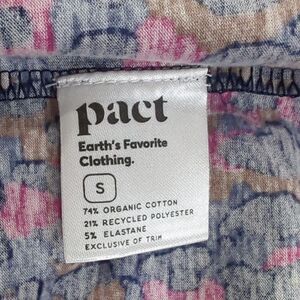 pact
Earth's Favorite
Clothing.
S
74% ORGANIC COTTON
21% RECYCLED POLYESTER
5% ELASTANE
EXCLUSIVE OF TRIM